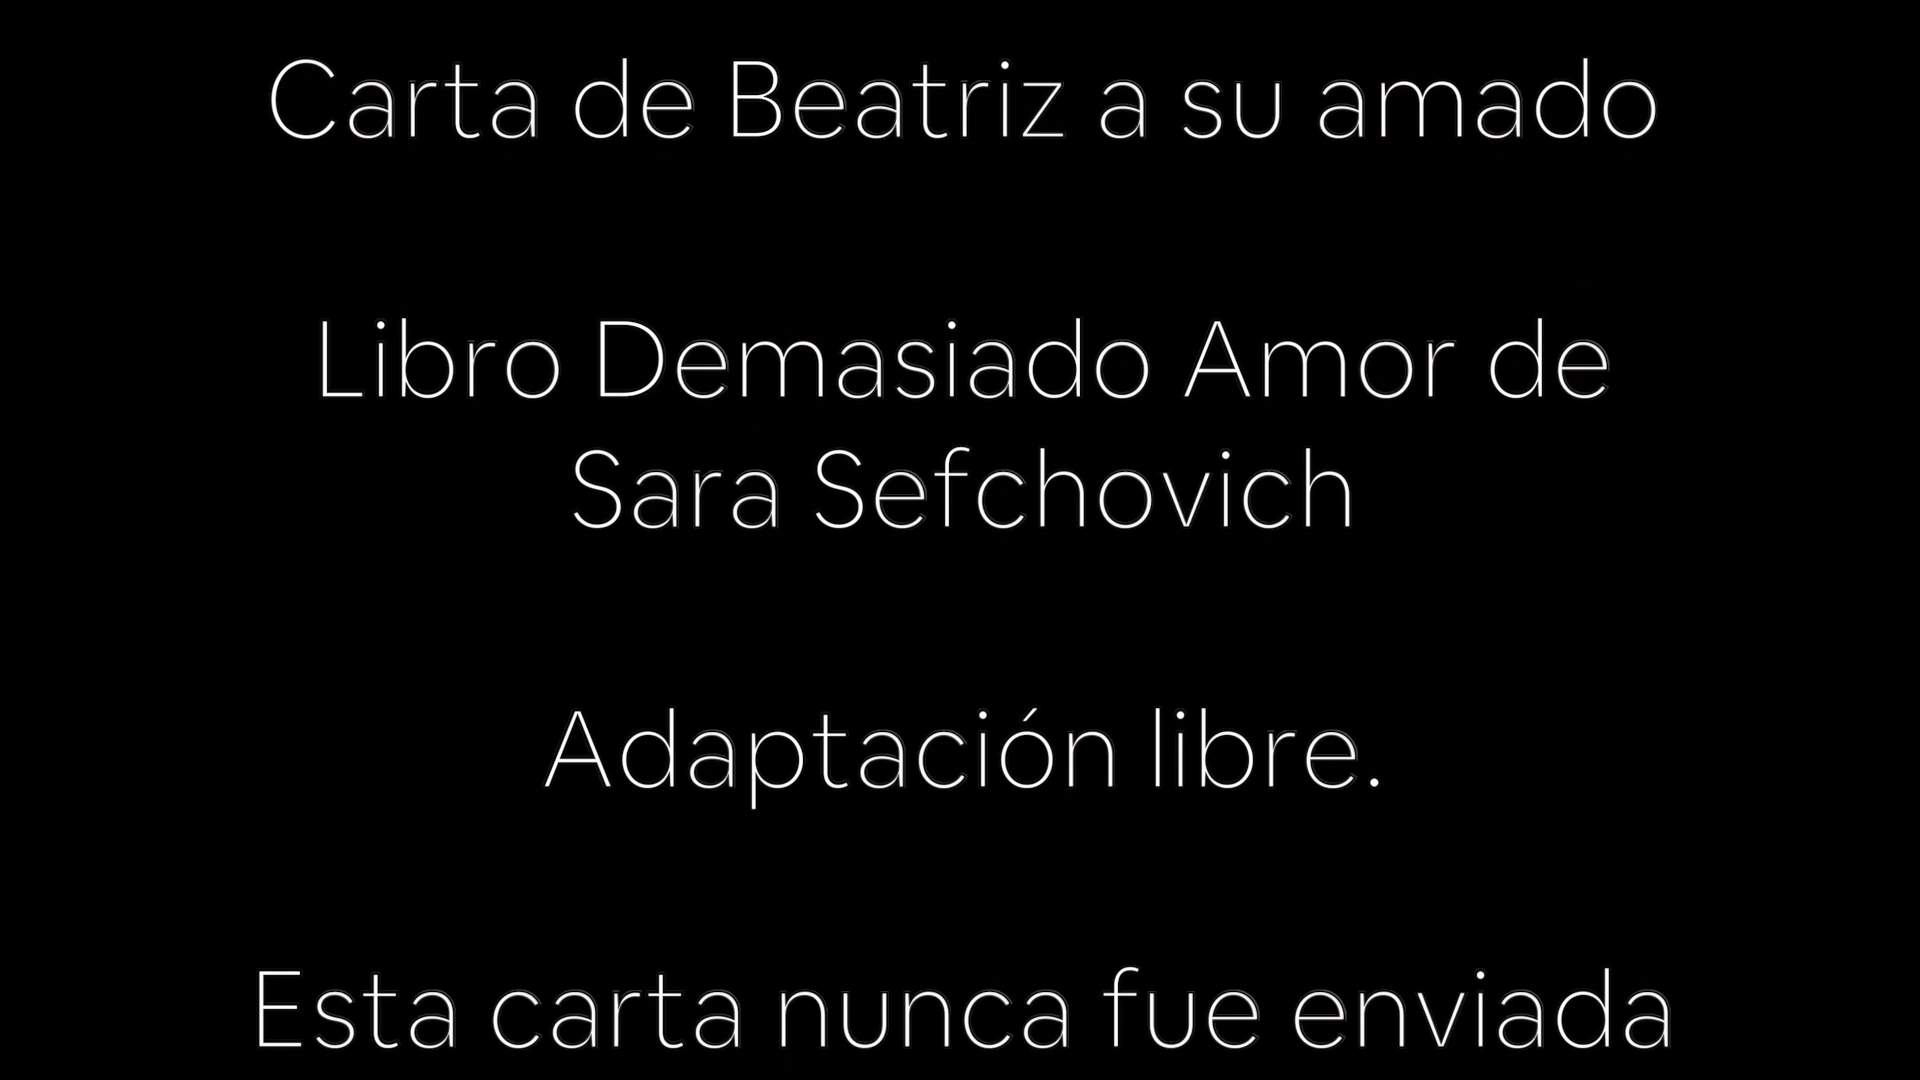 Carta de Beatriz a su amado
Libro Demasiado Amor de
Sara Sefchovich
Adaptación libre.
Esta carta nunca fue enviada